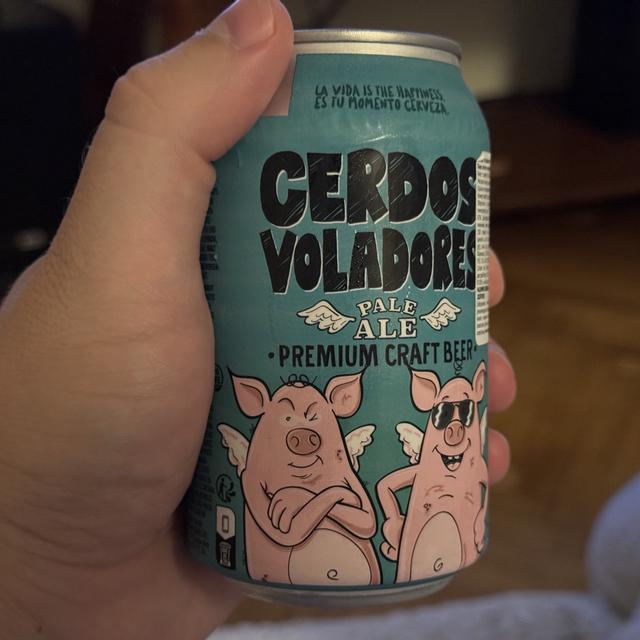 LA VIDA IS THE HAPPINESS
ES TU MOMENTO CERVEZA.
CERDOS
VOLADORES
PALE
ALE
·PREMIUM CRAFT BEER·